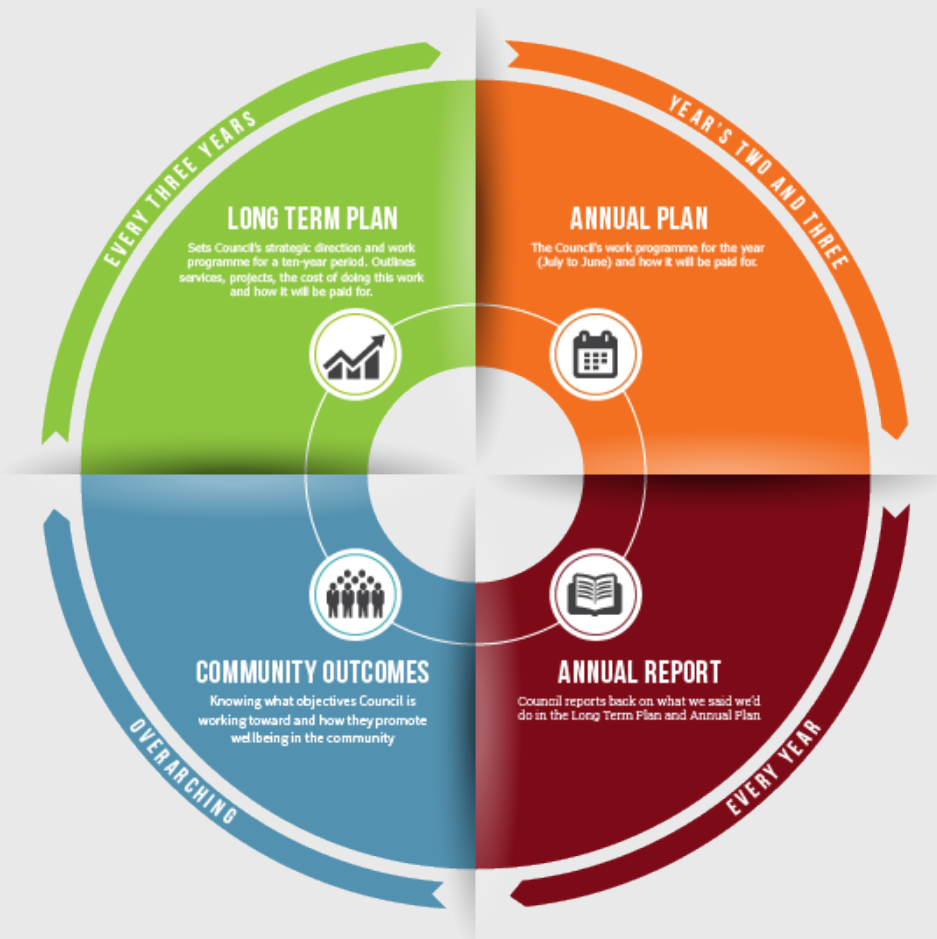 EVERY THREE YEARS
LONG TERM PLAN
Sets Council's strategic direction and work
programme for a ten-year period. Outlines
services, projects, the cost of doing this work
and how it will be paid for.
YEAR'S TWO AND THREE
ANNUAL PLAN
The Council's work programme for the year
(July to June) and how it will be paid for.
COMMUNITY OUTCOMES
Knowing what objectives Council is
working toward and how they promote
wellbeing in the community
OVERARCHING
ANNUAL REPORT
Council reports back on what we said we'd
do in the Long Term Plan and Annual Plan
EVERY YEAR